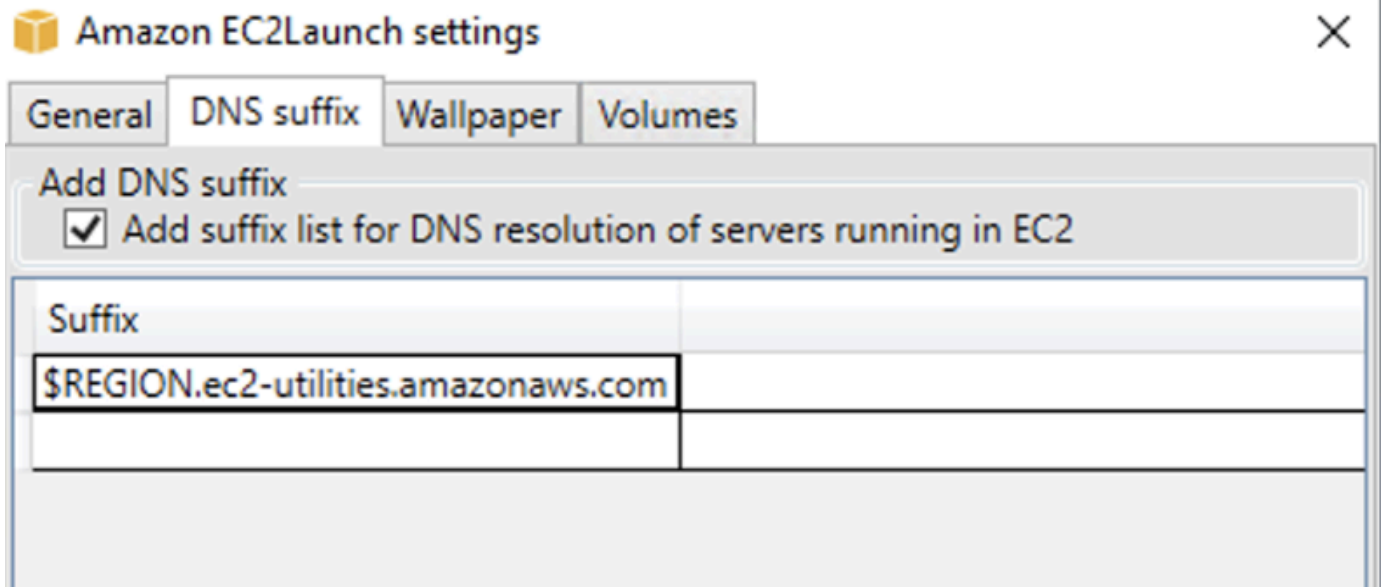 Amazon EC2Launch settings
General DNS suffix Wallpaper Volumes
Add DNS suffix
Add suffix list for DNS resolution of servers running in EC2
Suffix
$REGION.ec2-utilities.amazonaws.com